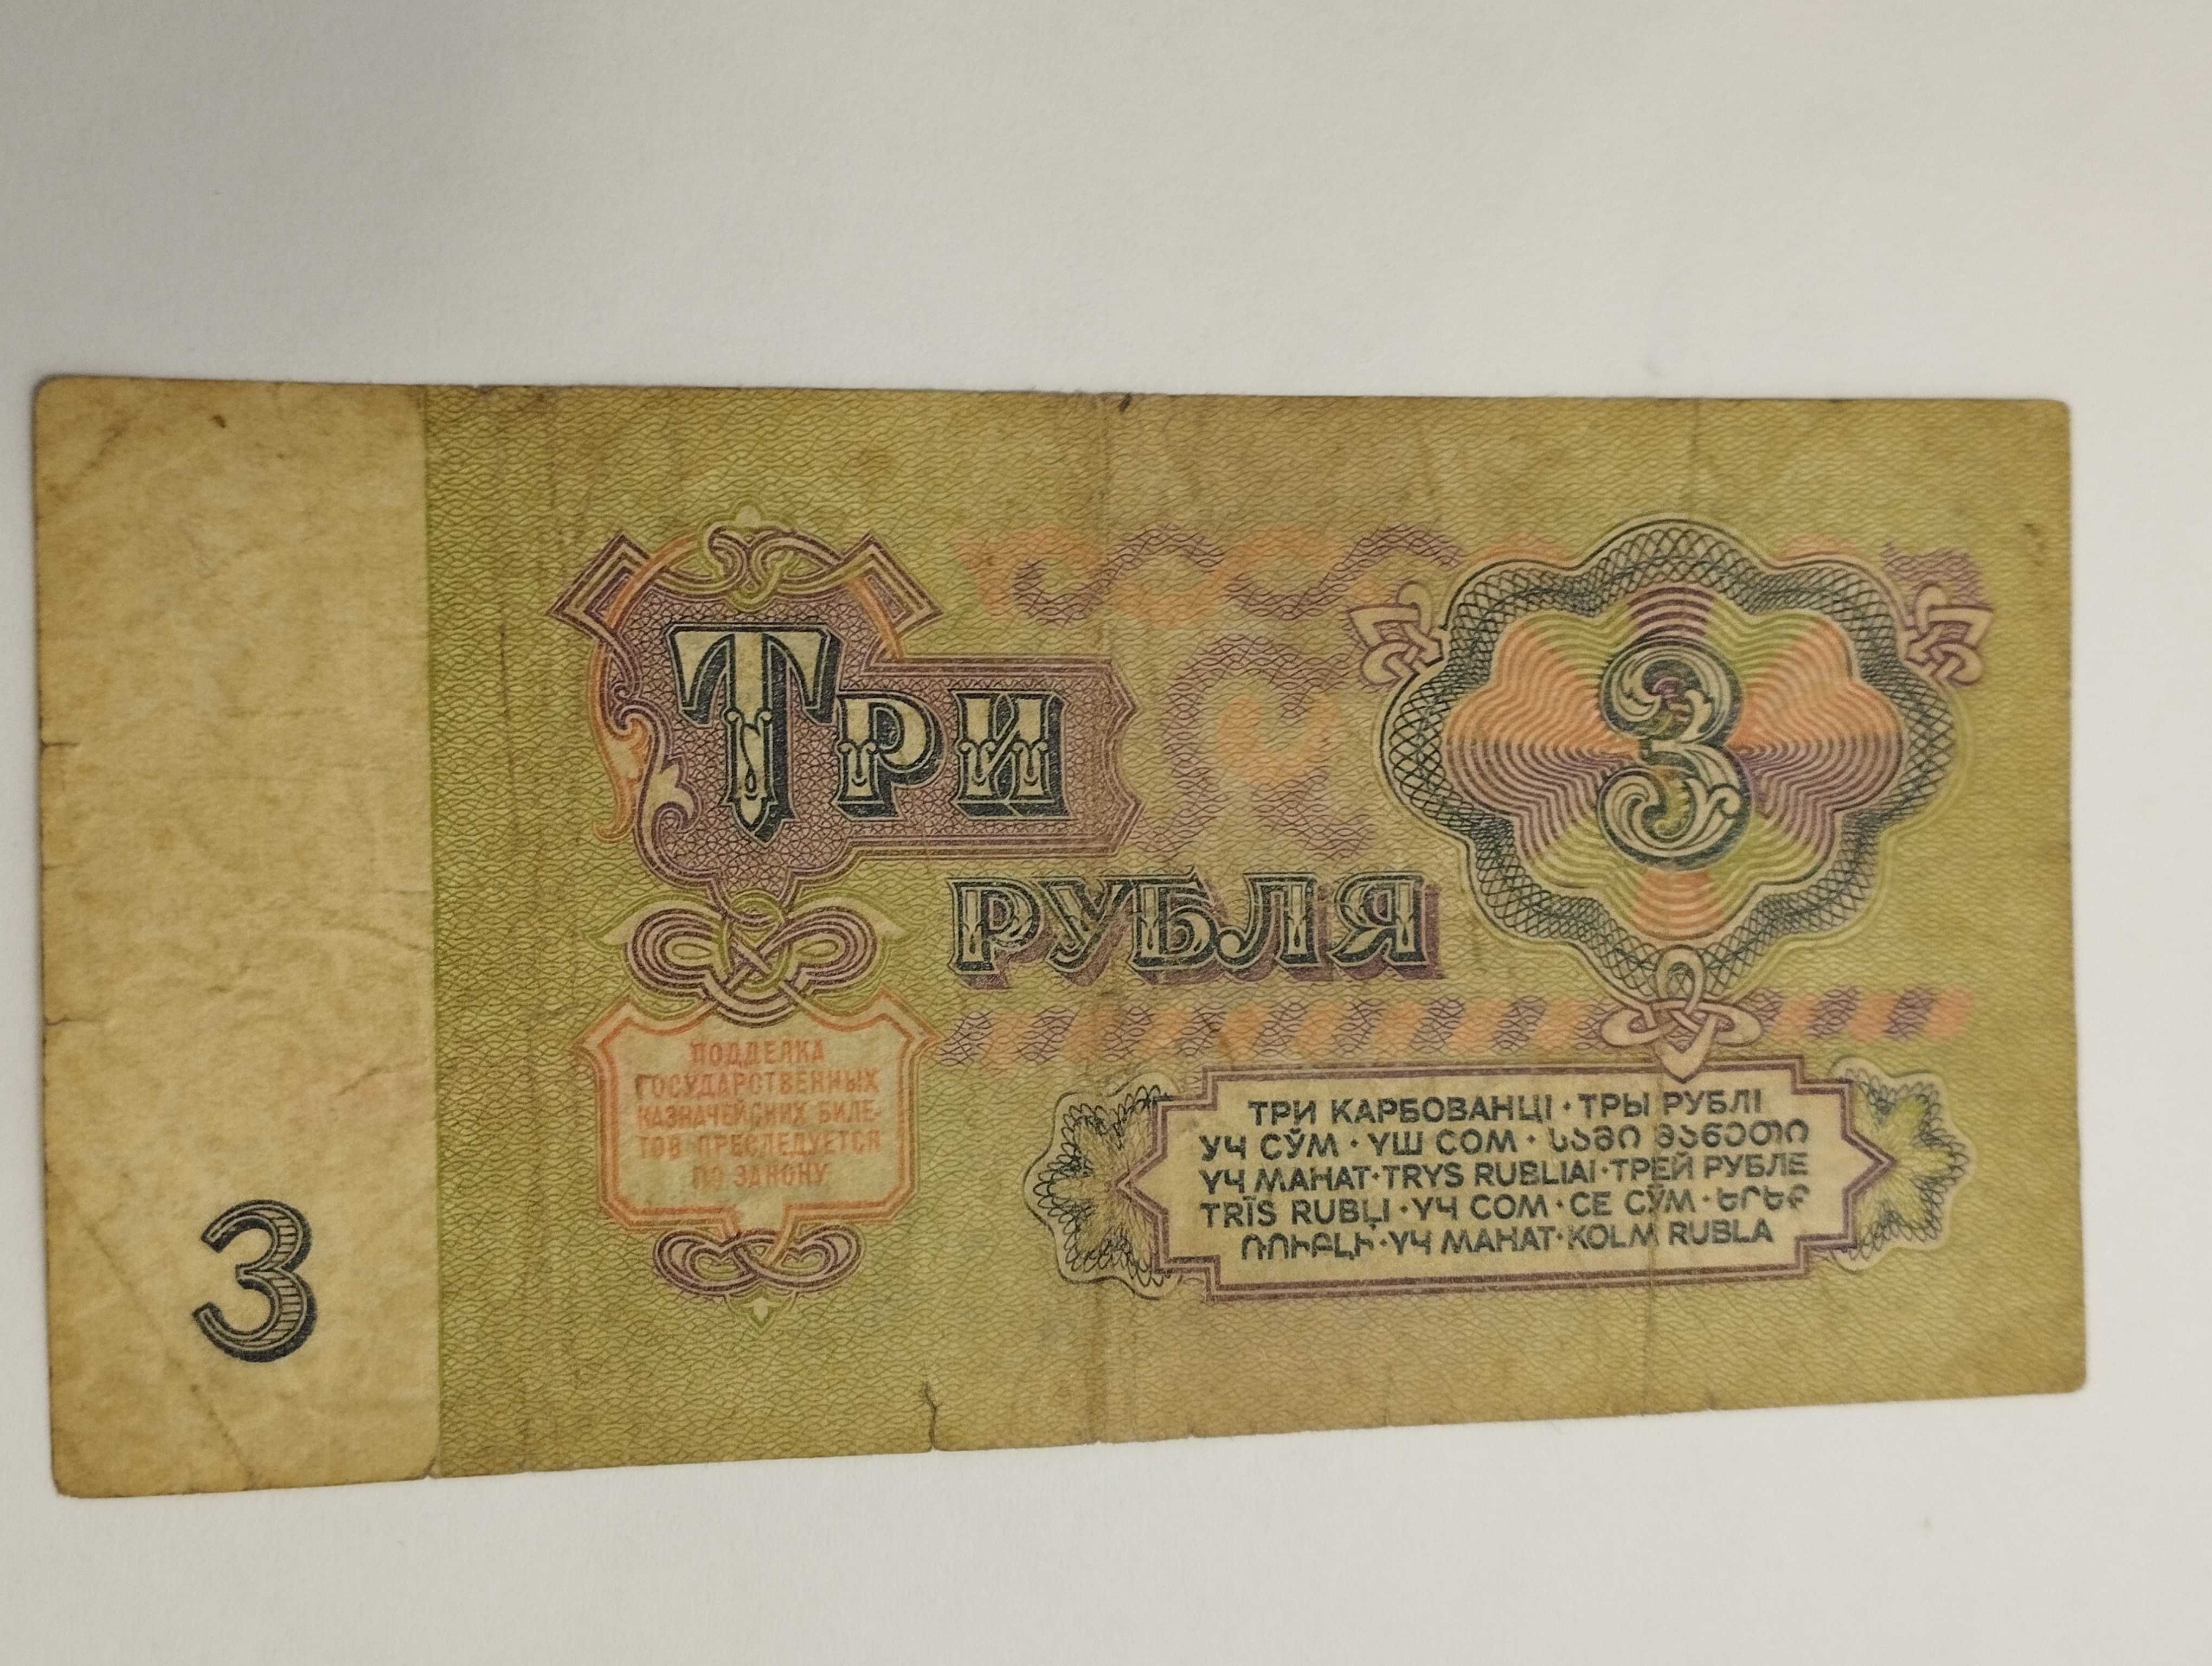 Три
РУБЛЯ
3
ПОДДЕЛКА
ГОСУДАРСТВЕННЫХ
КАЗНАЧЕЙСКИХ БИЛЕ-
ТОВ ПРЕСЛЕДУЕТСЯ
ПО ЗАКОНУ
ТРИ КАРБОВАНЦІ · ТРЫ РУБЛІ
УЧ СЎМ · ҮШ СОМ · ᲡᲐᲛᲘ ᲛᲐᲜᲔᲗᲘ
ҮЧ МАНАТ · TRYS RUBLIAI · ТРЕЙ РУБЛЕ
TRĪS RUBĻI · ҮЧ СОМ · СЕ СӮМ · ԵՐԵՔ
ՌՈՒԲԼԻ · ҮЧ МАНАТ · KOLM RUBLA
3